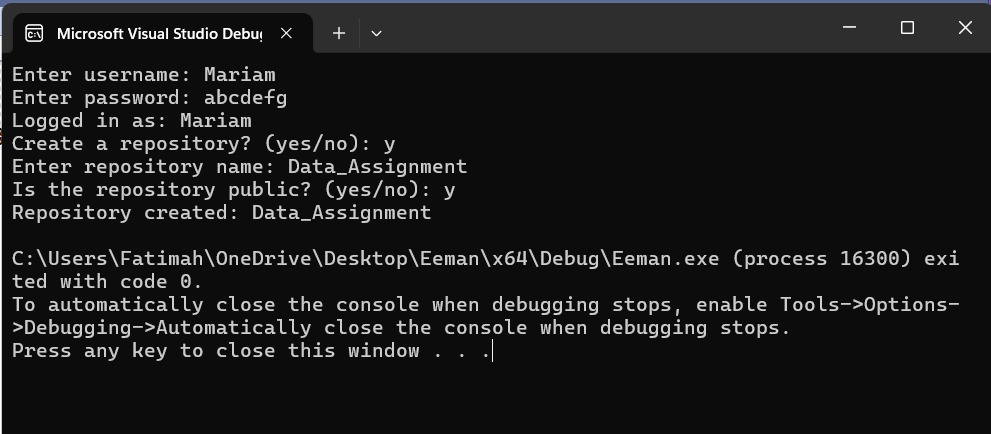 Microsoft Visual Studio Debu
Enter username: Mariam
Enter password: abcdefg
Logged in as: Mariam
Create a repository? (yes/no): y
Enter repository name: Data_Assignment
Is the repository public? (yes/no): y
Repository created: Data_Assignment
C:\Users\Fatimah\OneDrive\Desktop\Eeman\x64\Debug\Eeman.exe (process 16300) exi
ted with code 0.
To automatically close the console when debugging stops, enable Tools->Options-
>Debugging->Automatically close the console when debugging stops.
Press any key to close this window . . .